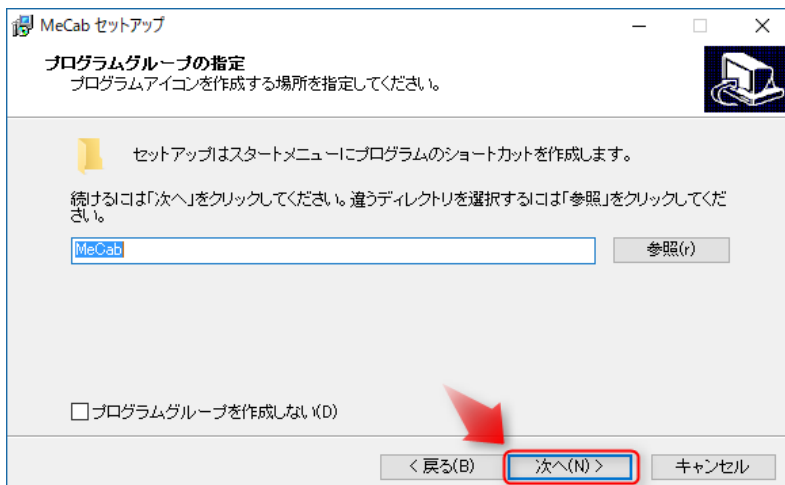 MeCab セットアップ
プログラムグループの指定
プログラムアイコンを作成する場所を指定してください。
セットアップはスタートメニューにプログラムのショートカットを作成します。
続けるには「次へ」をクリックしてください。違うディレクトリを選択するには「参照」をクリックしてくだ
さい。
MeCab
参照(r)
プログラムグループを作成しない(D)
< 戻る(B)
次へ(N) >
キャンセル